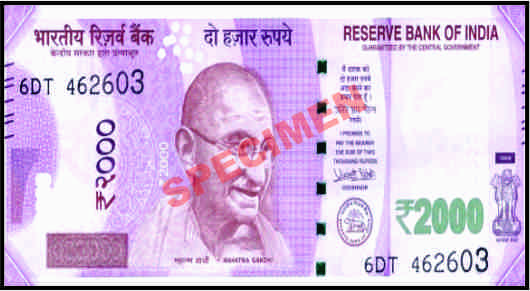 भारतीय रिज़र्व बैंक
केन्द्रीय सरकार द्वारा प्रत्याभूत
दो हज़ार रुपये
RESERVE BANK OF INDIA
GUARANTEED BY THE CENTRAL GOVERNMENT
6DT 462603
₹2000
2000
SPECIMEN
मैं धारक को
दो हज़ार रुपये
अदा करने का
वचन देता हूँ।
I PROMISE TO
PAY THE BEARER
THE SUM OF TWO
THOUSAND RUPEES
GOVERNOR
₹2000
MAHATMA GANDHI
6DT 462603